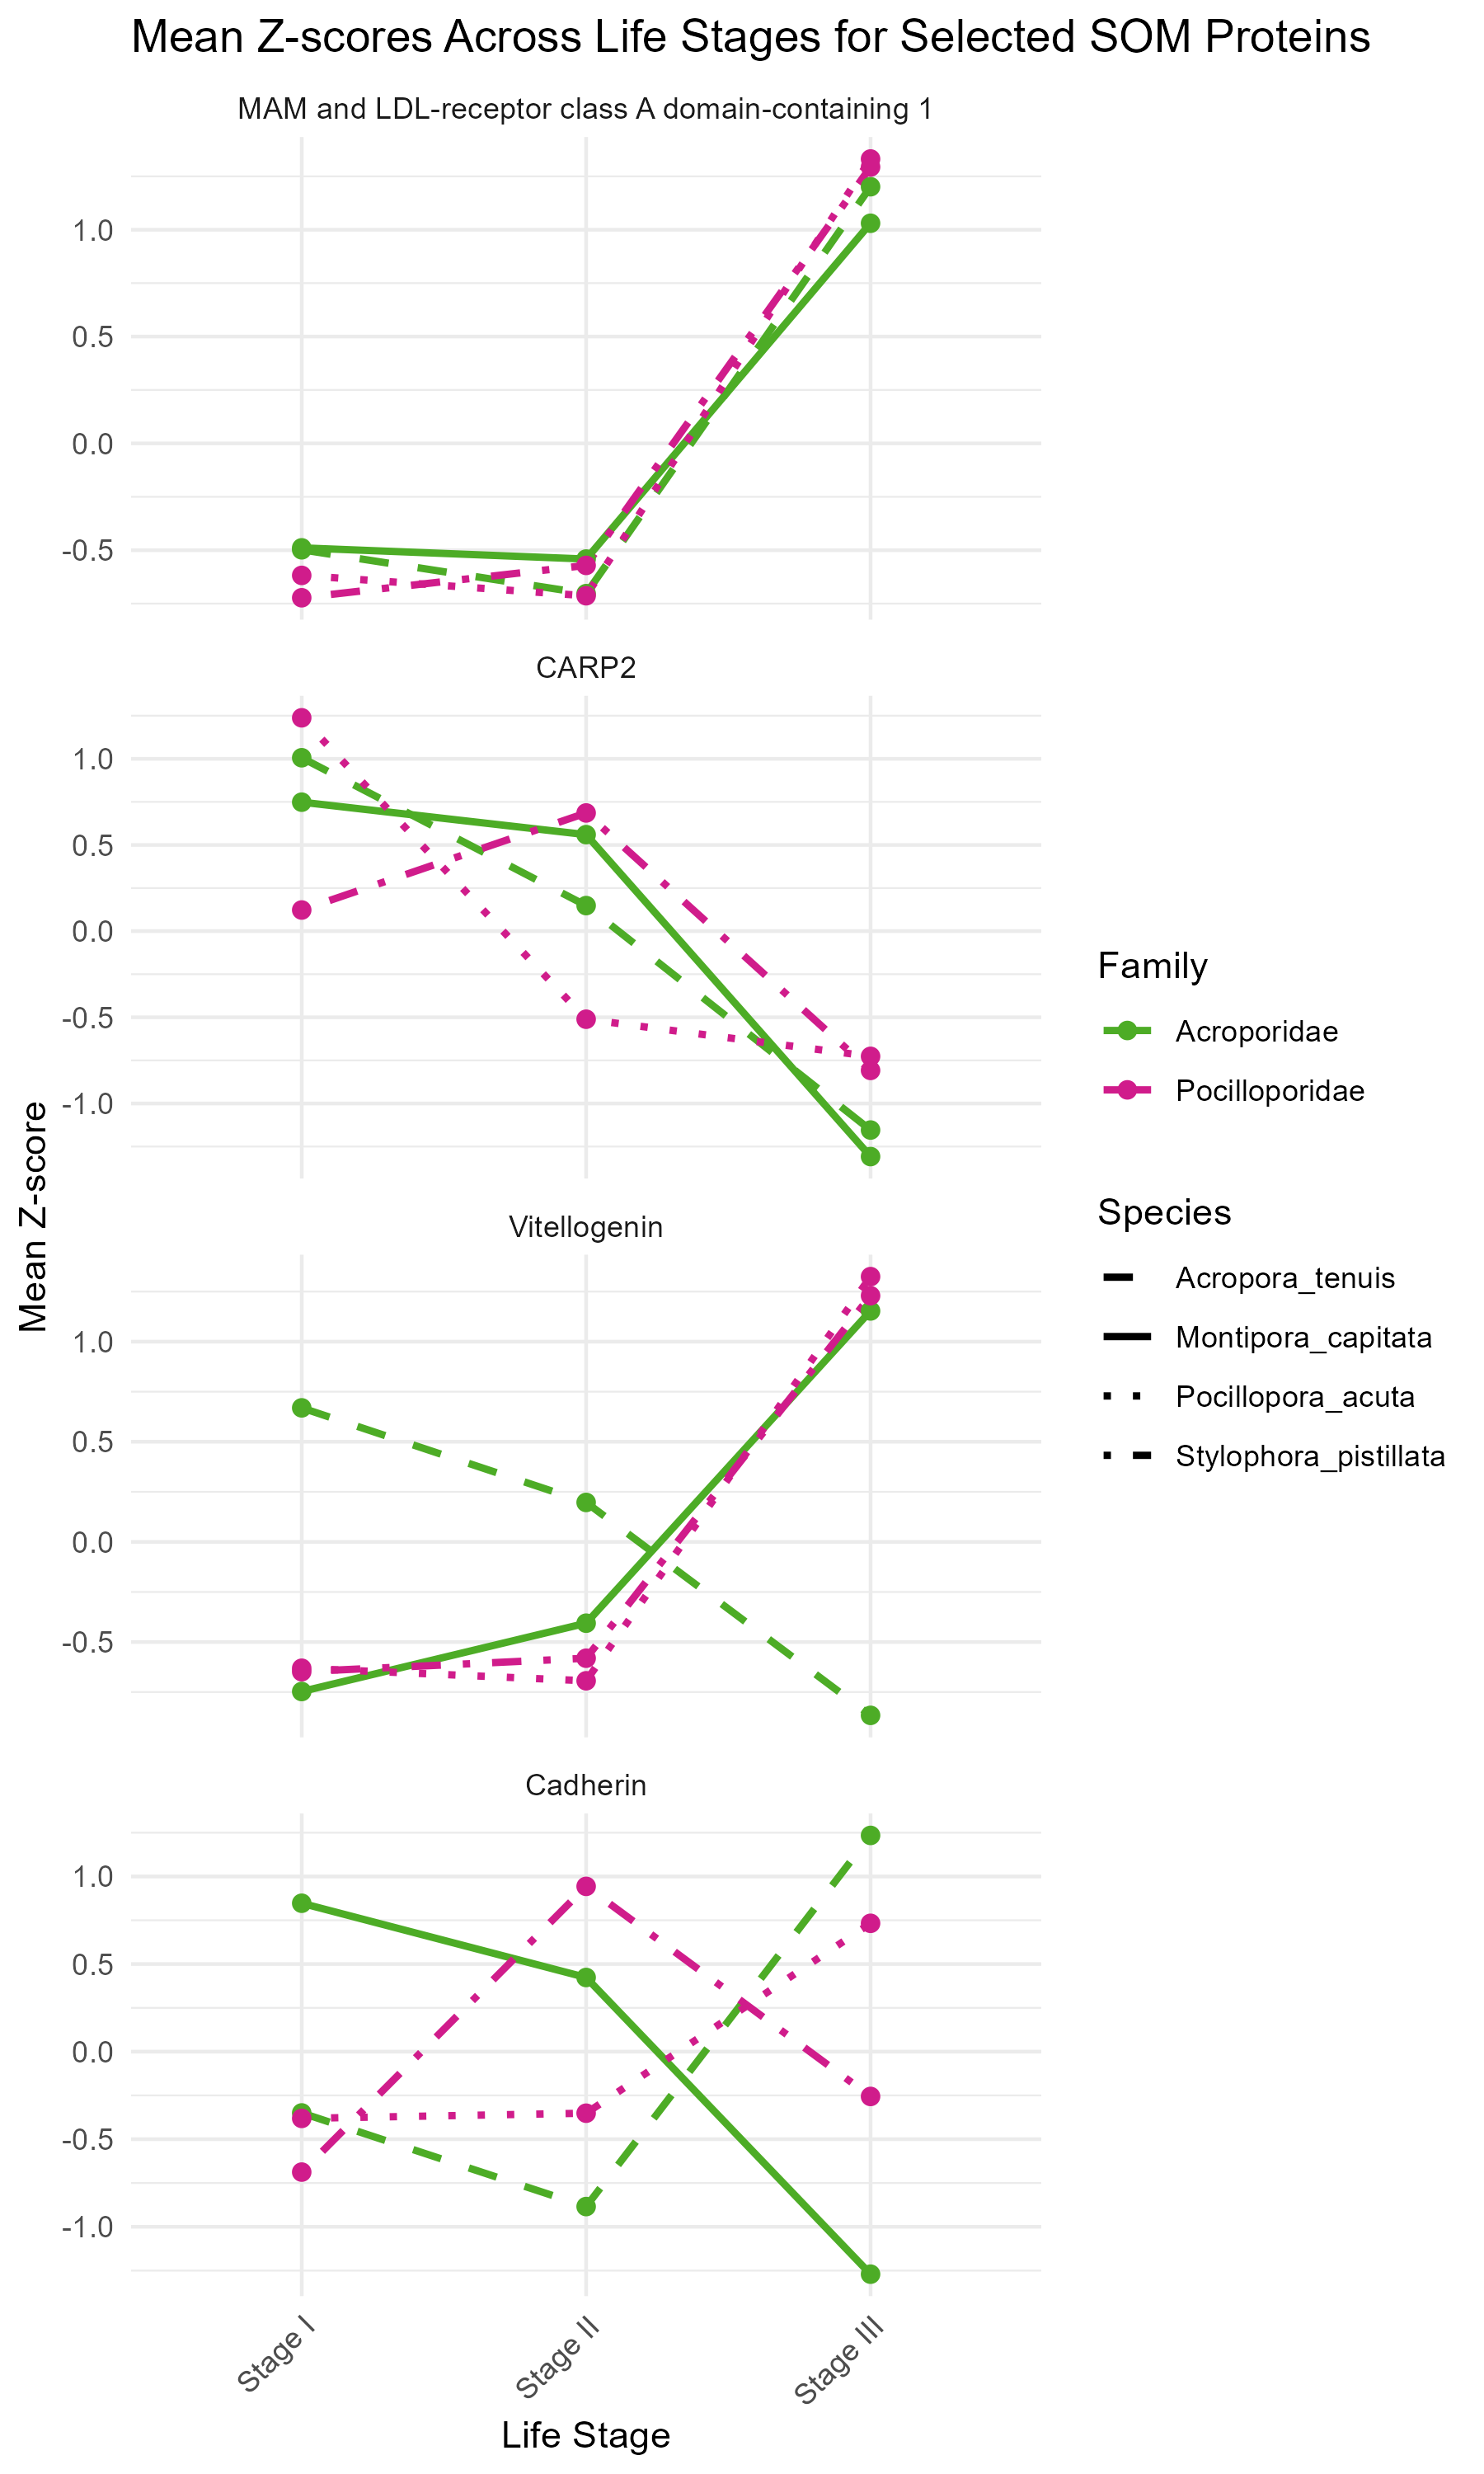 Mean Z-scores Across Life Stages for Selected SOM Proteins
MAM and LDL-receptor class A domain-containing 1
1.0
0.5
0.0
-0.5
CARP2
1.0
0.5
0.0
-0.5
-1.0
Vitellogenin
1.0
0.5
0.0
-0.5
Cadherin
1.0
0.5
0.0
-0.5
-1.0
Stage I
Stage II
Stage III
Life Stage
Mean Z-score
Family
Acroporidae
Pocilloporidae
Species
Acropora_tenuis
Montipora_capitata
Pocillopora_acuta
Stylophora_pistillata